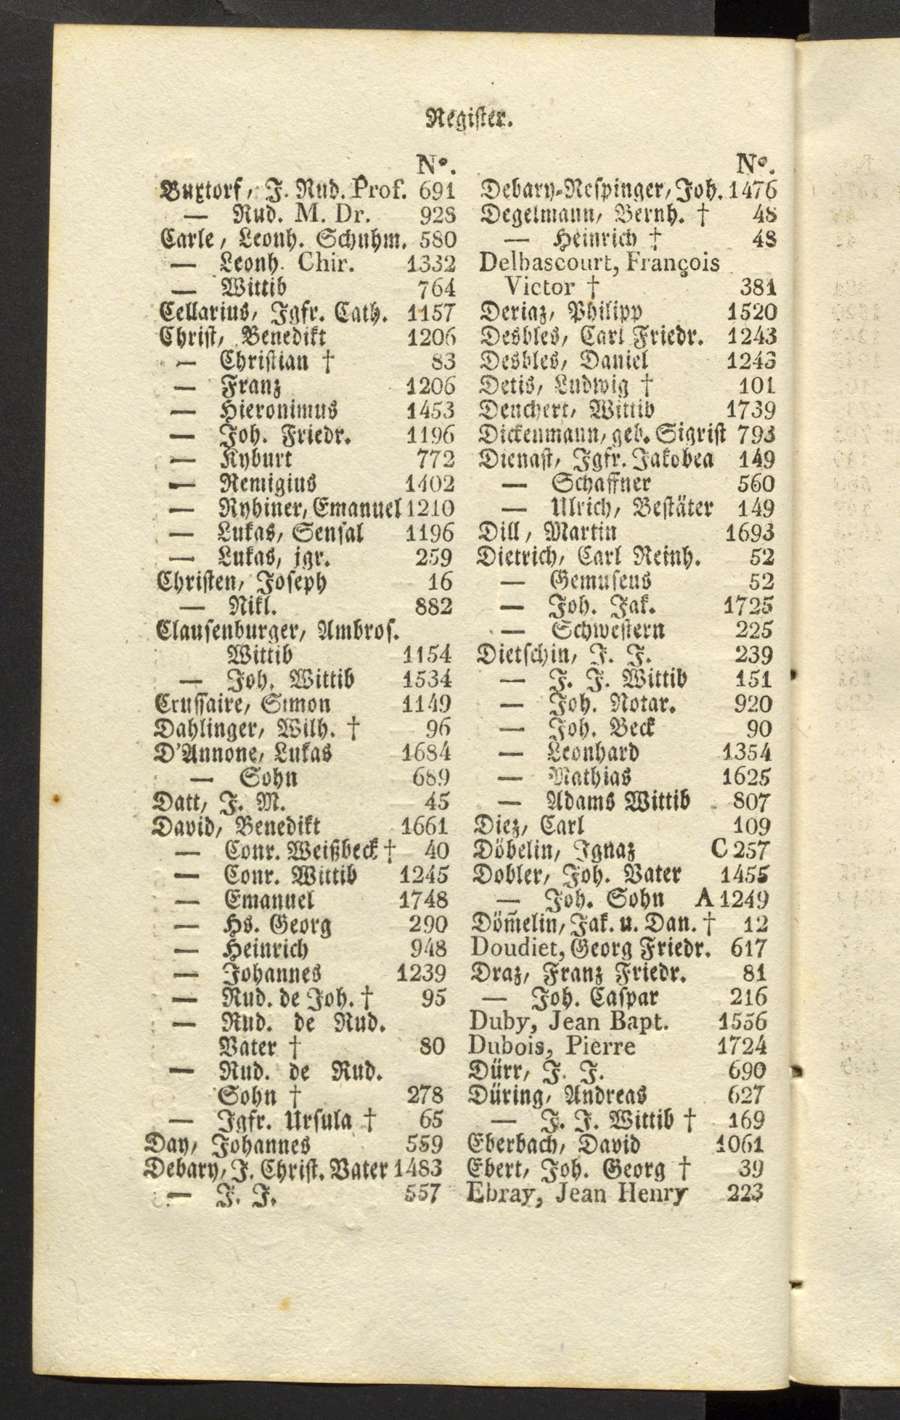 Register.
Nº.
Buxtorf, J. Rud. Prof. 691
— Rud. M. Dr. 928
Carle, Leonh. Schuhm. 580
— Leonh. Chir. 1332
— Wittib 764
Cellarius, Jgfr. Cath. 1157
Christ, Benedikt 1206
— Christian † 83
— Franz 1206
— Hieronimus 1453
— Joh. Friedr. 1196
— Kyburt 772
— Remigius 1402
— Ryhiner, Emanuel 1210
— Lukas, Sensal 1196
— Lukas, jgr. 259
Christen, Joseph 16
— Nikl. 882
Clausenburger, Ambros.
Wittib 1154
— Joh. Wittib 1534
Crussaire, Simon 1149
Dahlinger, Wilh. † 96
D'Annone, Lukas 1684
— Sohn 689
Datt, J. M. 45
David, Benedikt 1661
— Conr. Weißbeck † 40
— Conr. Wittib 1245
— Emanuel 1748
— Hs. Georg 290
— Heinrich 948
— Johannes 1239
— Rud. de Joh. † 95
— Rud. de Rud.
Vater † 80
— Rud. de Rud.
Sohn † 278
— Jgfr. Ursula † 65
Day, Johannes 559
Debary, J. Christ. Vater 1483
— J. J. 557
Nº.
Debary-Respinger, Joh. 1476
Degelmann, Bernh. † 48
— Heinrich † 48
Delhascourt, François
Victor † 381
Deriaz, Philipp 1520
Desbles, Carl Friedr. 1243
Desbles, Daniel 1243
Detis, Ludwig † 101
Deuchert, Wittib 1739
Dickenmann, geb. Sigrist 793
Dienast, Jgfr. Jakobea 149
— Schaffner 560
— Ulrich, Bestäter 149
Dill, Martin 1693
Dietrich, Carl Reinh. 52
— Gemuseus 52
— Joh. Jak. 1725
— Schwestern 225
Dietschin, J. J. 239
— J. J. Wittib 151
— Joh. Notar. 920
— Joh. Beck 90
— Leonhard 1354
— Mathias 1625
— Adams Wittib 807
Diez, Carl 109
Döbelin, Ignaz C 257
Dobler, Joh. Vater 1455
— Joh. Sohn A 1249
Döm̅elin, Jak. u. Dan. † 12
Doudiet, Georg Friedr. 617
Draz, Franz Friedr. 81
— Joh. Caspar 216
Duby, Jean Bapt. 1556
Dubois, Pierre 1724
Dürr, J. J. 690
Düring, Andreas 627
— J. J. Wittib † 169
Eberbach, David 1061
Ebert, Joh. Georg † 39
Ebray, Jean Henry 223